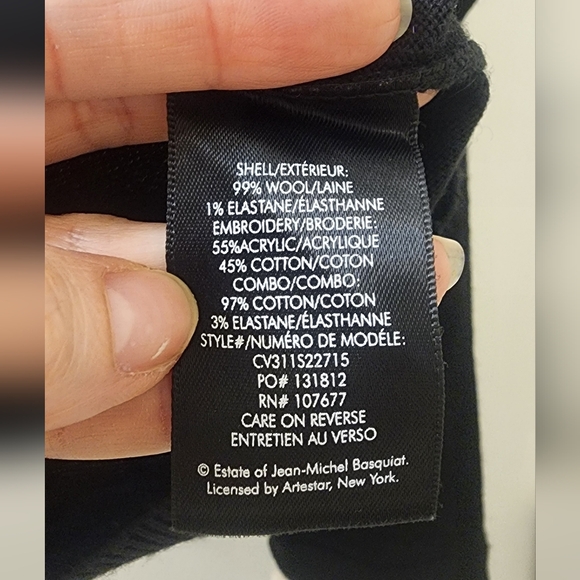 SHELL/EXTÉRIEUR:
99% WOOL/LAINE
1% ELASTANE/ÉLASTHANNE
EMBROIDERY/BRODERIE:
55%ACRYLIC/ACRYLIQUE
45% COTTON/COTON
COMBO/COMBO:
97% COTTON/COTON
3% ELASTANE/ÉLASTHANNE
STYLE#/NUMÉRO DE MODÉLE:
CV311S22715
PO# 131812
RN# 107677
CARE ON REVERSE
ENTRETIEN AU VERSO
© Estate of Jean-Michel Basquiat.
Licensed by Artestar, New York.